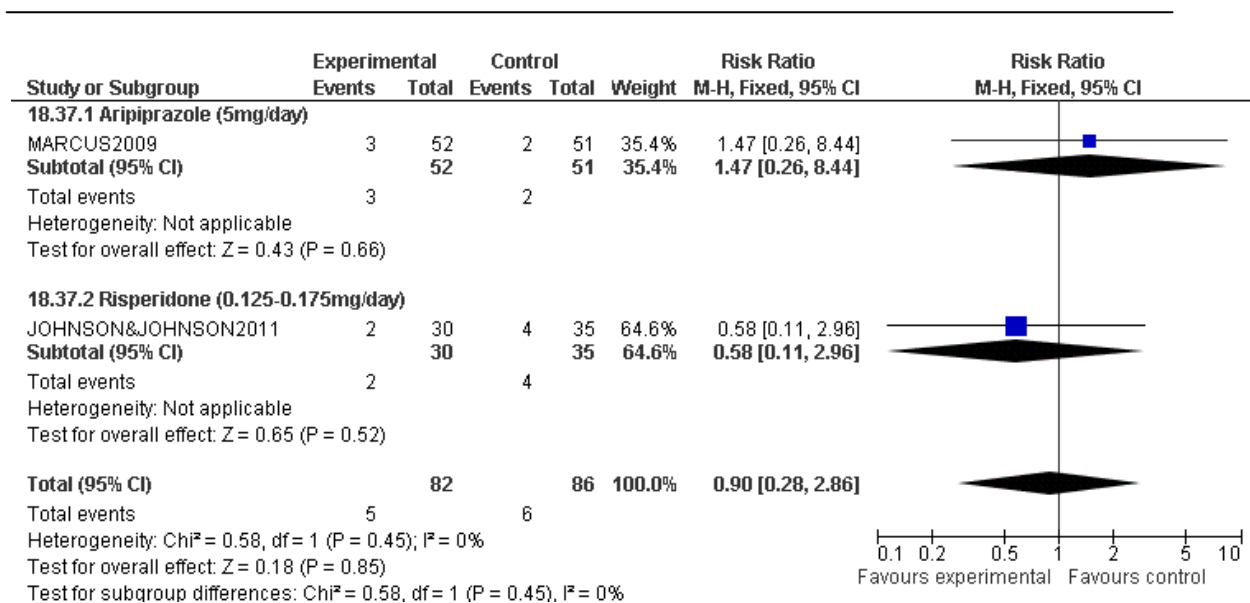 Experimental Control Risk Ratio Risk Ratio
Study or Subgroup Events Total Events Total Weight M-H, Fixed, 95% CI M-H, Fixed, 95% CI
18.37.1 Aripiprazole (5mg/day)
MARCUS2009 3 52 2 51 35.4% 1.47 [0.26, 8.44]
Subtotal (95% CI) 52 51 35.4% 1.47 [0.26, 8.44]
Total events 3 2
Heterogeneity: Not applicable
Test for overall effect: Z = 0.43 (P = 0.66)
18.37.2 Risperidone (0.125-0.175mg/day)
JOHNSON&JOHNSON2011 2 30 4 35 64.6% 0.58 [0.11, 2.96]
Subtotal (95% CI) 30 35 64.6% 0.58 [0.11, 2.96]
Total events 2 4
Heterogeneity: Not applicable
Test for overall effect: Z = 0.65 (P = 0.52)
Total (95% CI) 82 86 100.0% 0.90 [0.28, 2.86]
Total events 5 6
Heterogeneity: Chi² = 0.58, df = 1 (P = 0.45); I² = 0%
Test for overall effect: Z = 0.18 (P = 0.85)
Test for subgroup differences: Chi² = 0.58, df = 1 (P = 0.45), I² = 0%
0.1 0.2 0.5 1 2 5 10
Favours experimental Favours control